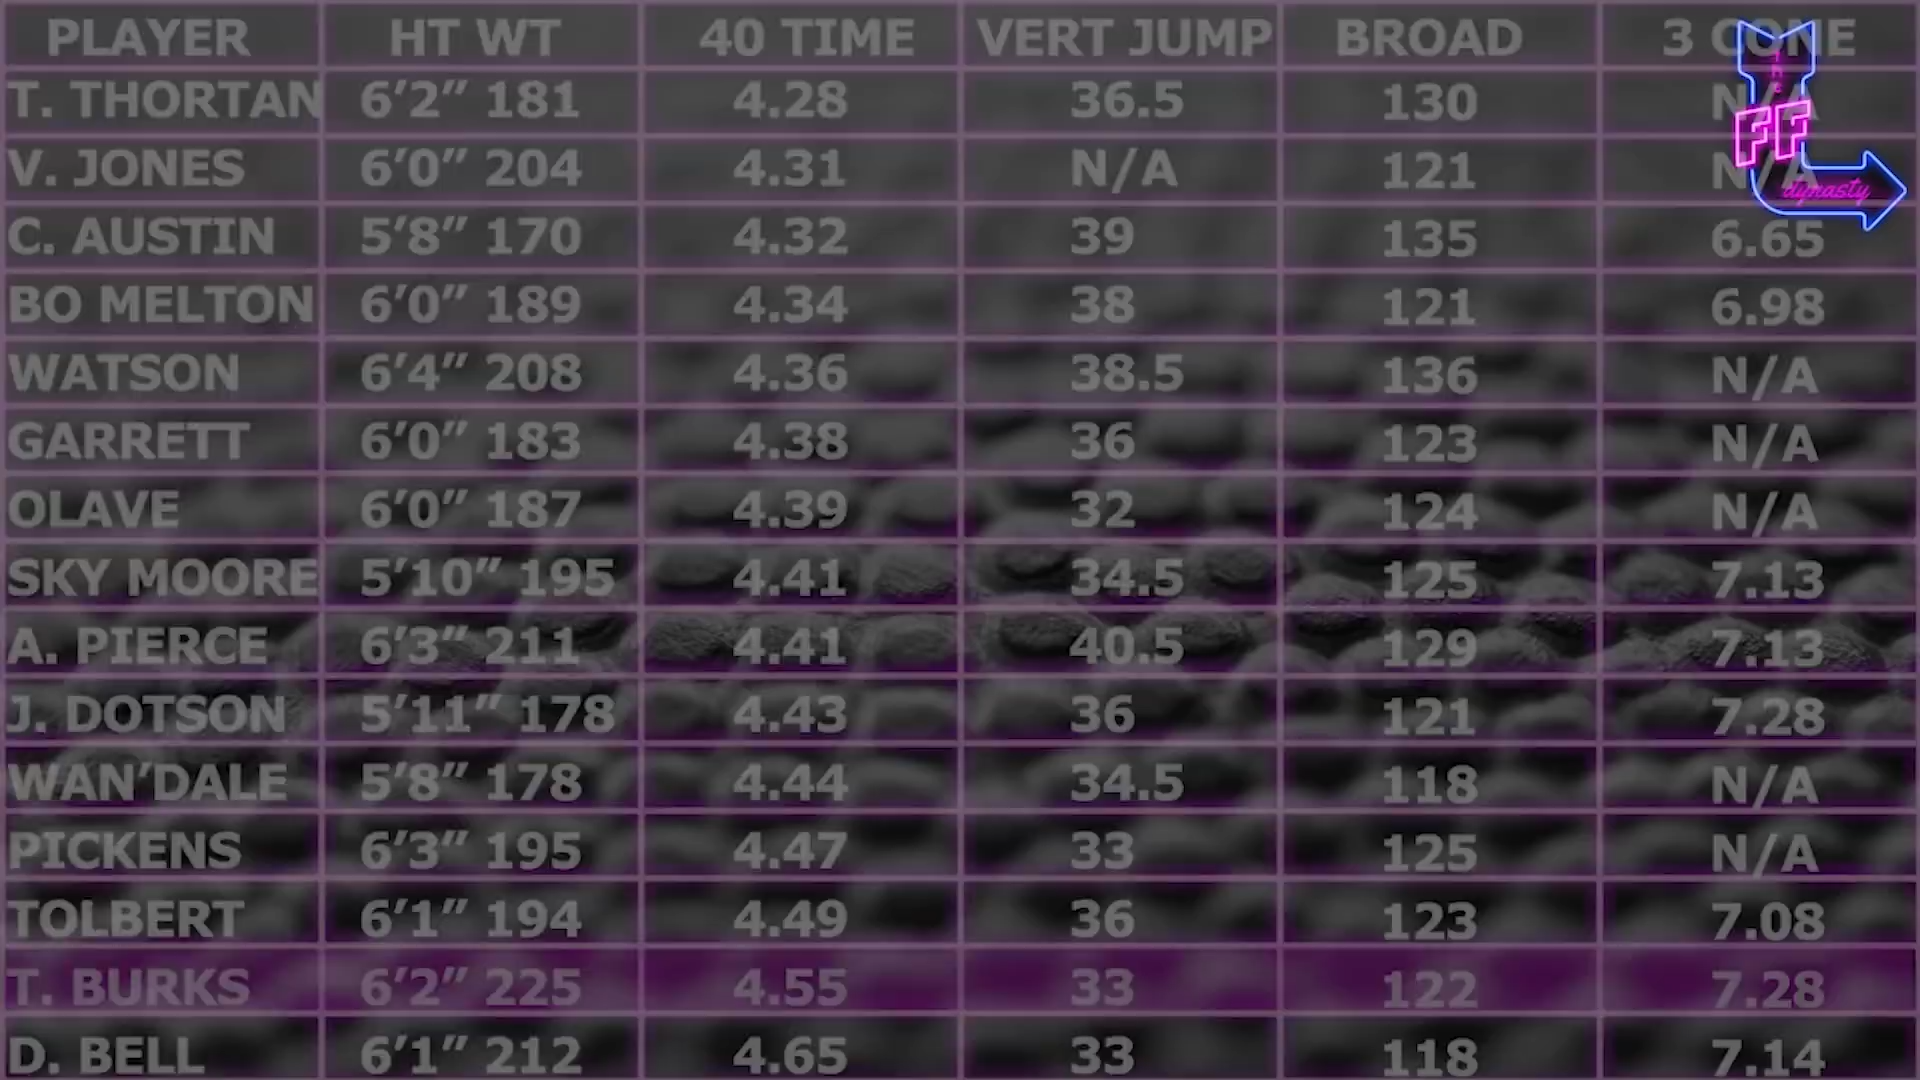 PLAYER HT WT 40 TIME VERT JUMP BROAD 3 CONE
T. THORTAN 6’2” 181 4.28 36.5 130 N/A
V. JONES 6’0” 204 4.31 N/A 121 N/A
C. AUSTIN 5’8” 170 4.32 39 135 6.65
BO MELTON 6’0” 189 4.34 38 121 6.98
WATSON 6’4” 208 4.36 38.5 136 N/A
GARRETT 6’0” 183 4.38 36 123 N/A
OLAVE 6’0” 187 4.39 32 124 N/A
SKY MOORE 5’10” 195 4.41 34.5 125 7.13
A. PIERCE 6’3” 211 4.41 40.5 129 7.13
J. DOTSON 5’11” 178 4.43 36 121 7.28
WAN’DALE 5’8” 178 4.44 34.5 118 N/A
PICKENS 6’3” 195 4.47 33 125 N/A
TOLBERT 6’1” 194 4.49 36 123 7.08
T. BURKS 6’2” 225 4.55 33 122 7.28
D. BELL 6’1” 212 4.65 33 118 7.14
The
FF
dynasty